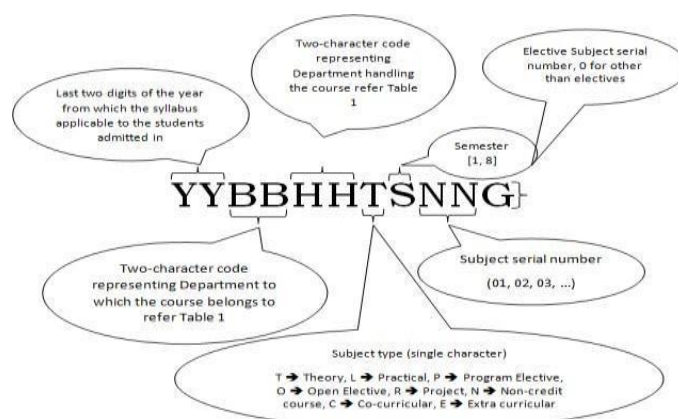 Two-character code
representing
Department handling
the course refer Table
1
Elective Subject serial
number, 0 for other
than electives
Last two digits of the year
from which the syllabus
applicable to the students
admitted in
Semester
[1, 8]
YYBBHHTSNNG
Two-character code
representing Department to
which the course belongs to
refer Table 1
Subject serial number
(01, 02, 03, ...)
Subject type (single character)
T ➔ Theory, L ➔ Practical, P ➔ Program Elective,
O ➔ Open Elective, R ➔ Project, N ➔ Non-credit
course, C ➔ Co-curricular, E ➔ Extra curricular